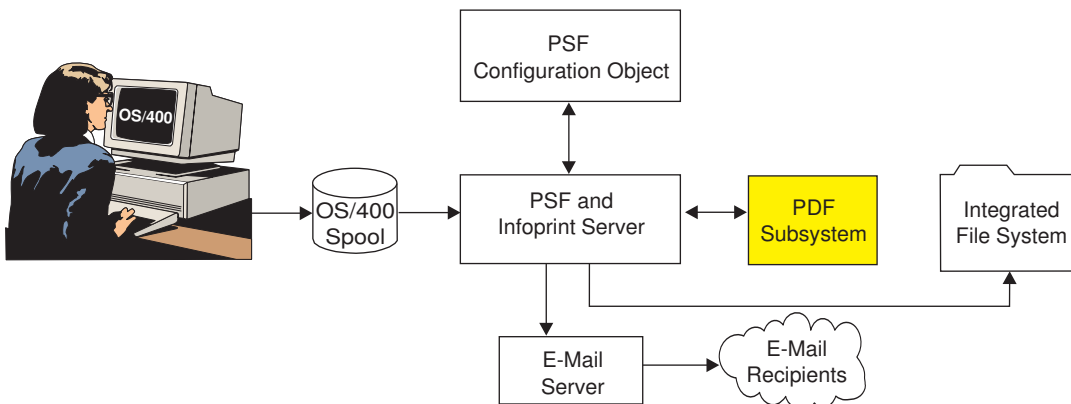 PSF
Configuration Object
OS/400
OS/400
Spool
PSF and
Infoprint Server
PDF
Subsystem
Integrated
File System
E-Mail
Server
E-Mail
Recipients